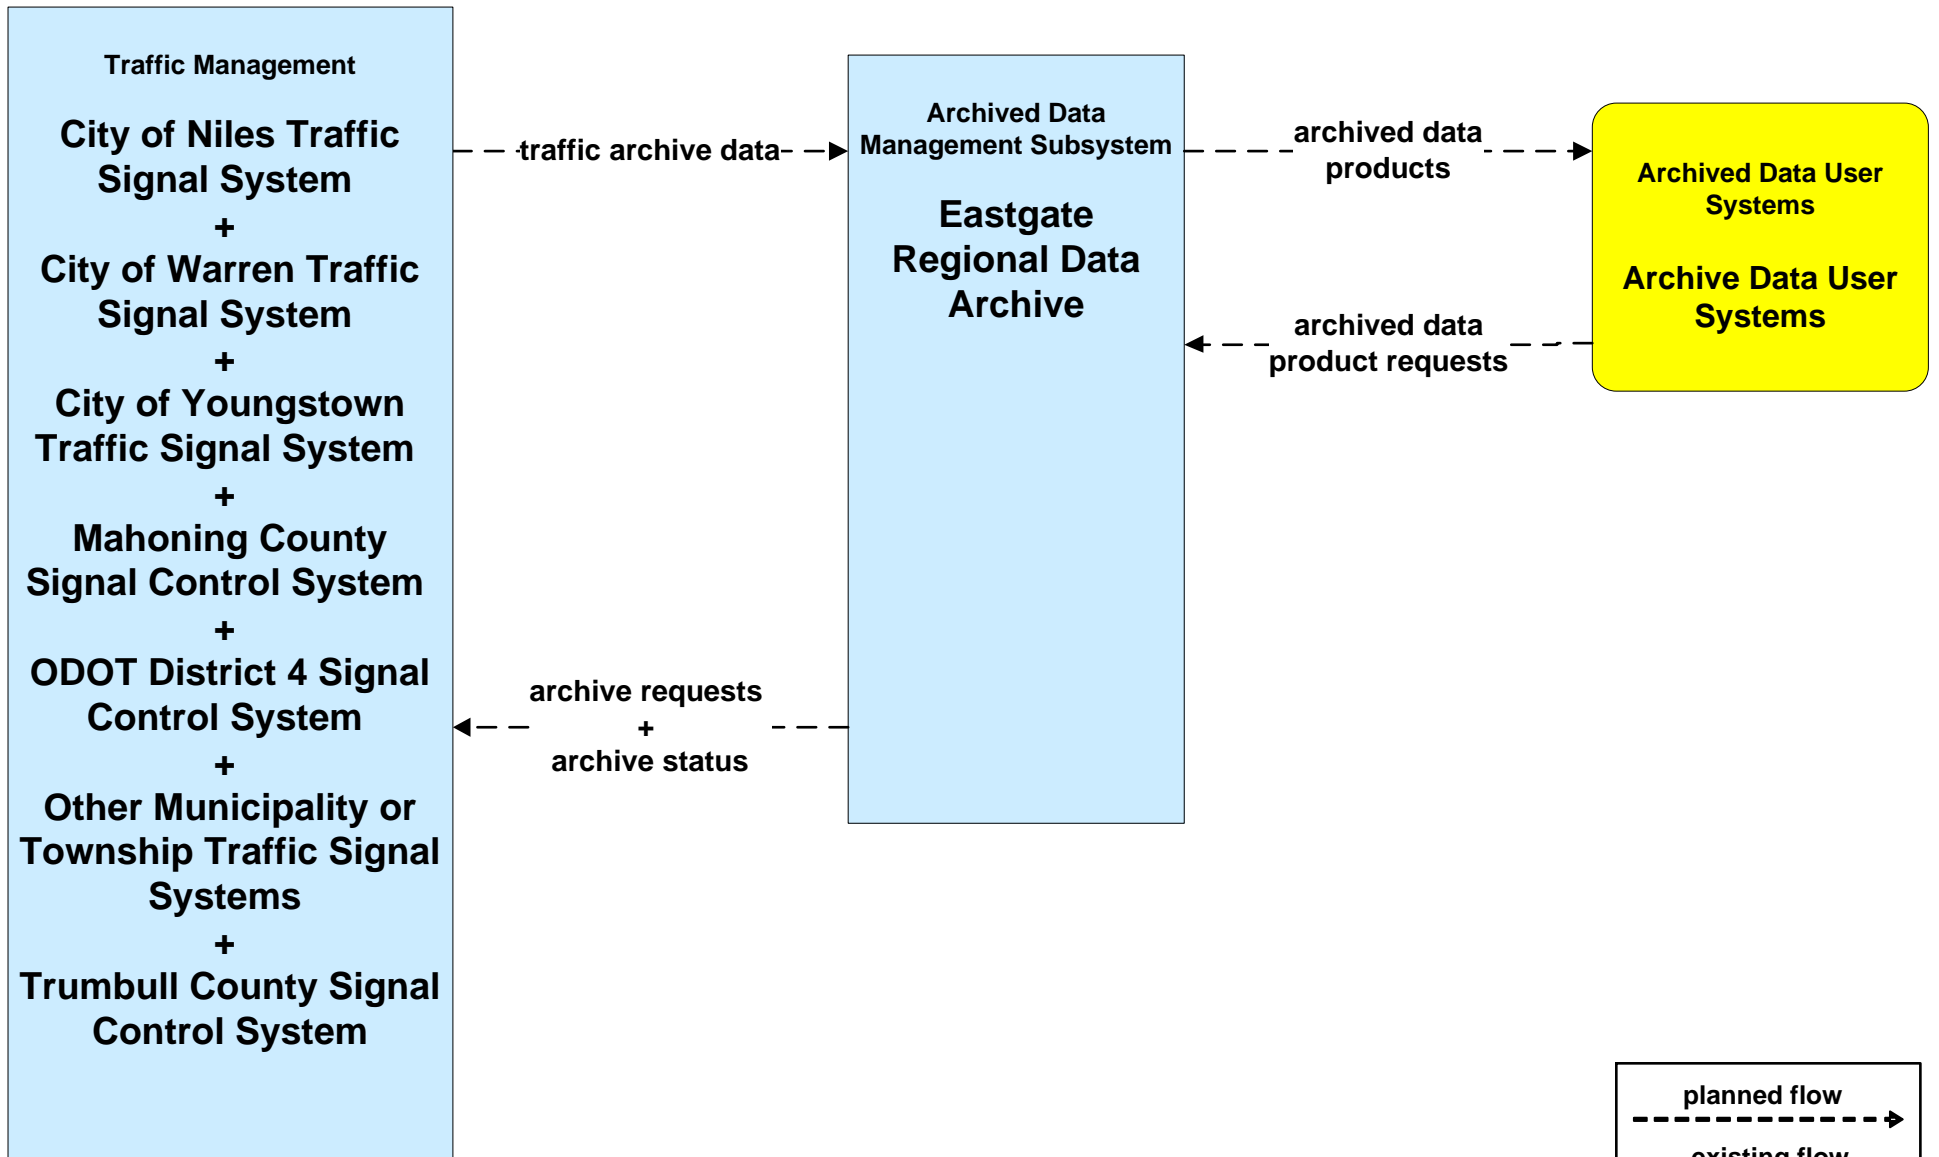 Traffic Management
City of Niles Traffic
Signal System
+
City of Warren Traffic
Signal System
+
City of Youngstown
Traffic Signal System
+
Mahoning County
Signal Control System
+
ODOT District 4 Signal
Control System
+
Other Municipality or
Township Traffic Signal
Systems
+
Trumbull County Signal
Control System
traffic archive data
archive requests
+
archive status
Archived Data
Management Subsystem
Eastgate
Regional Data
Archive
archived data
products
archived data
product requests
Archived Data User
Systems
Archive Data User
Systems
planned flow
existing flow